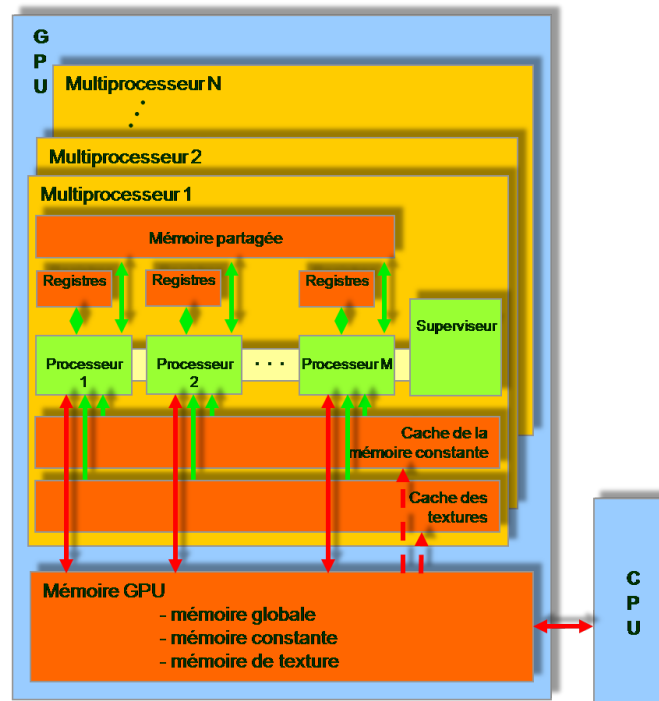 G
P
U
Multiprocesseur N
Multiprocesseur 2
Multiprocesseur 1
Mémoire partagée
Registres
Registres
Registres
Superviseur
Processeur
1
Processeur
2
. . .
Processeur M
Cache de la
mémoire constante
Cache des
textures
Mémoire GPU
- mémoire globale
- mémoire constante
- mémoire de texture
C
P
U